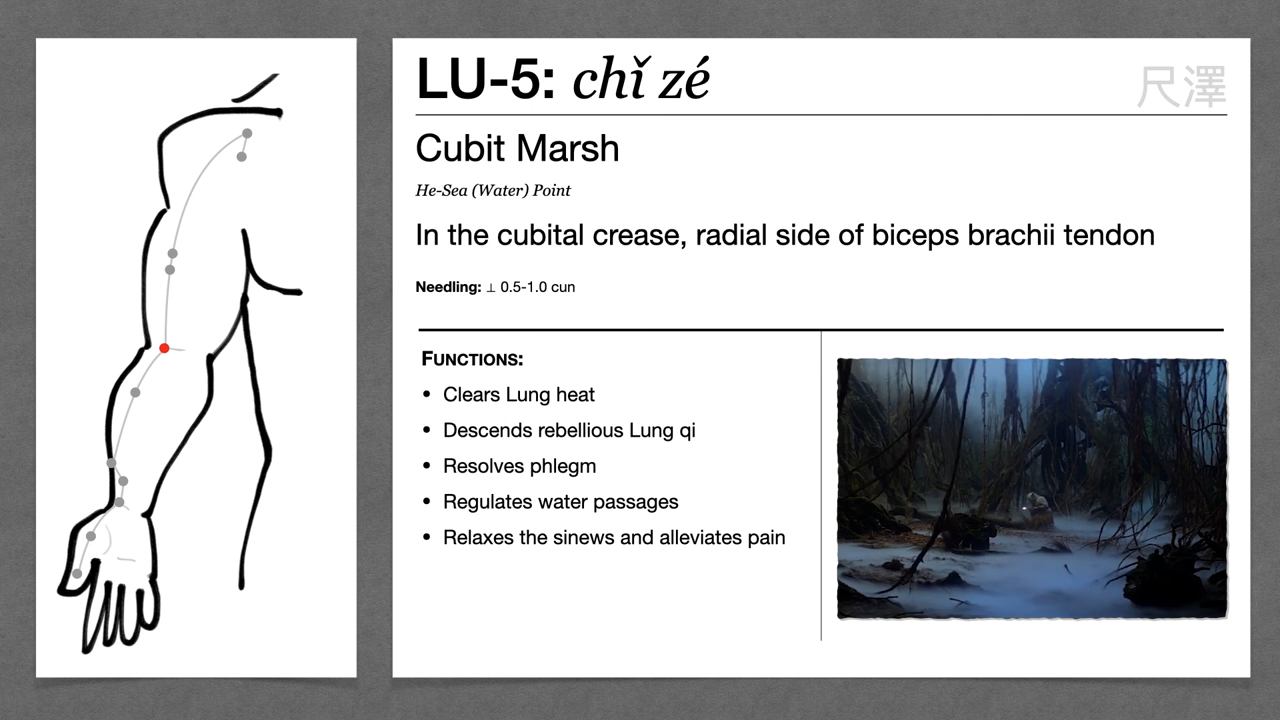 LU-5: chǐ zé
尺澤
Cubit Marsh
He-Sea (Water) Point
In the cubital crease, radial side of biceps brachii tendon
Needling: ⊥ 0.5-1.0 cun
FUNCTIONS:
• Clears Lung heat
• Descends rebellious Lung qi
• Resolves phlegm
• Regulates water passages
• Relaxes the sinews and alleviates pain